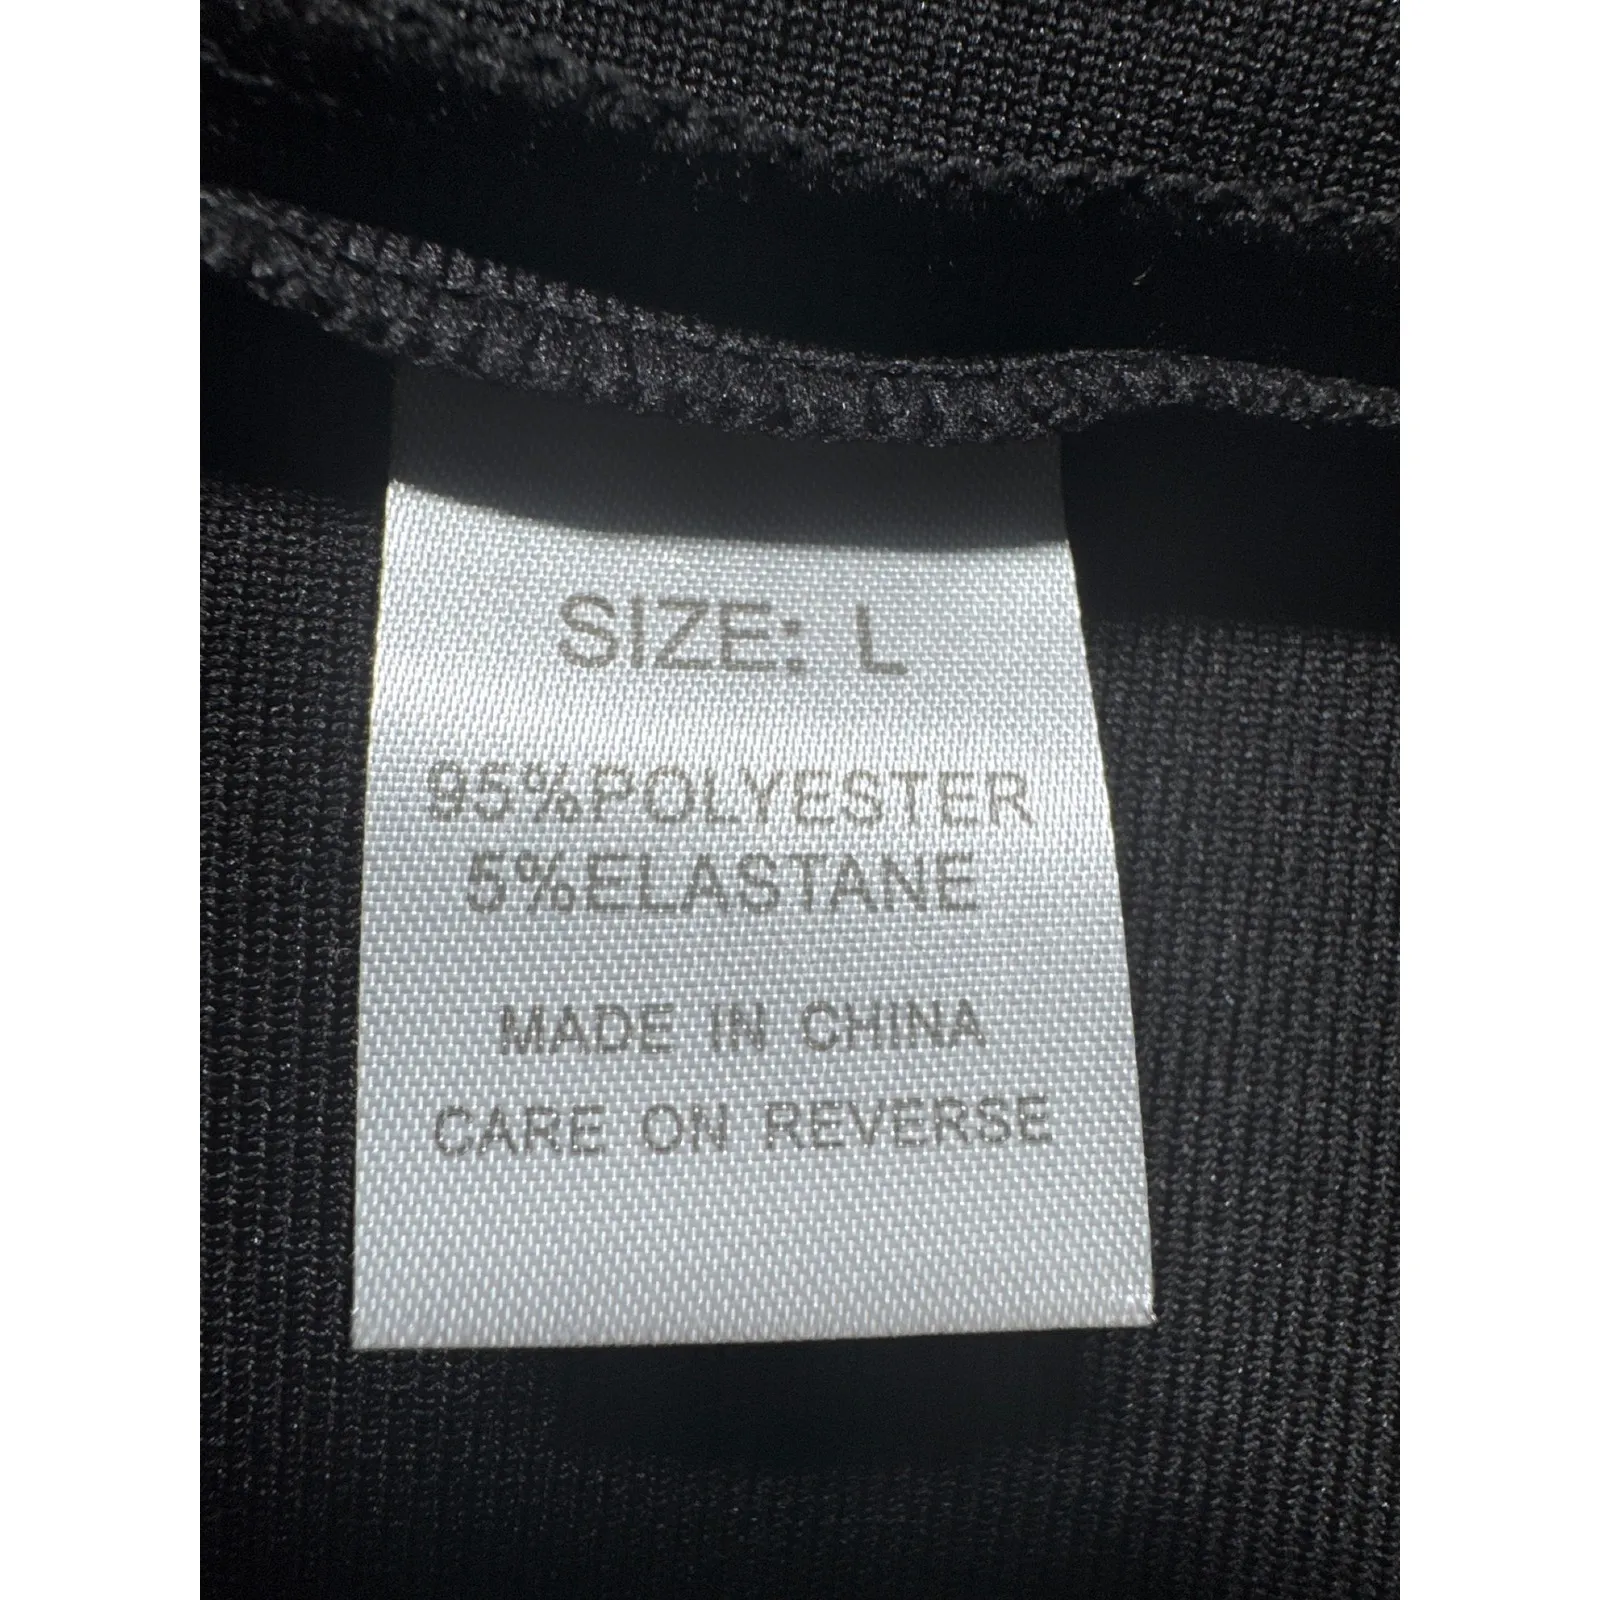 SIZE: L
95%POLYESTER
5%ELASTANE
MADE IN CHINA
CARE ON REVERSE